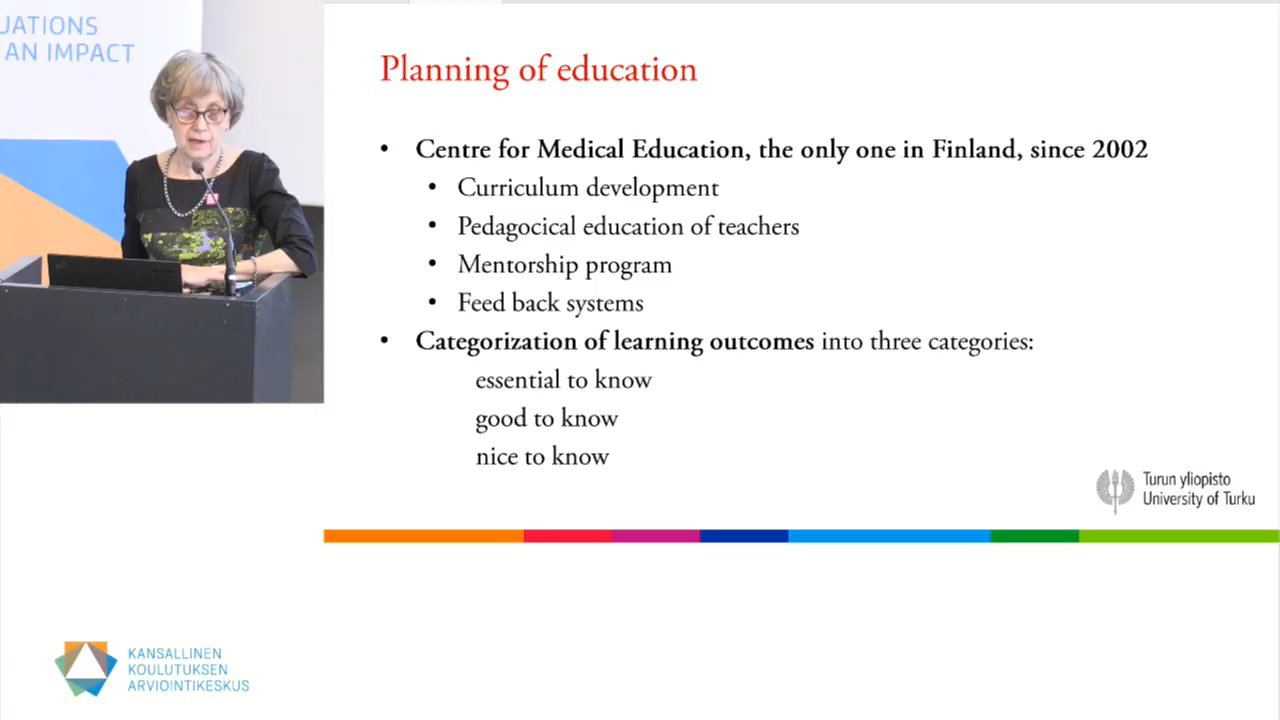 UATIONS
AN IMPACT
Planning of education
• Centre for Medical Education, the only one in Finland, since 2002
• Curriculum development
• Pedagocical education of teachers
• Mentorship program
• Feed back systems
• Categorization of learning outcomes into three categories:
essential to know
good to know
nice to know
Turun yliopisto
University of Turku
KANSALLINEN
KOULUTUKSEN
ARVIOINTIKESKUS